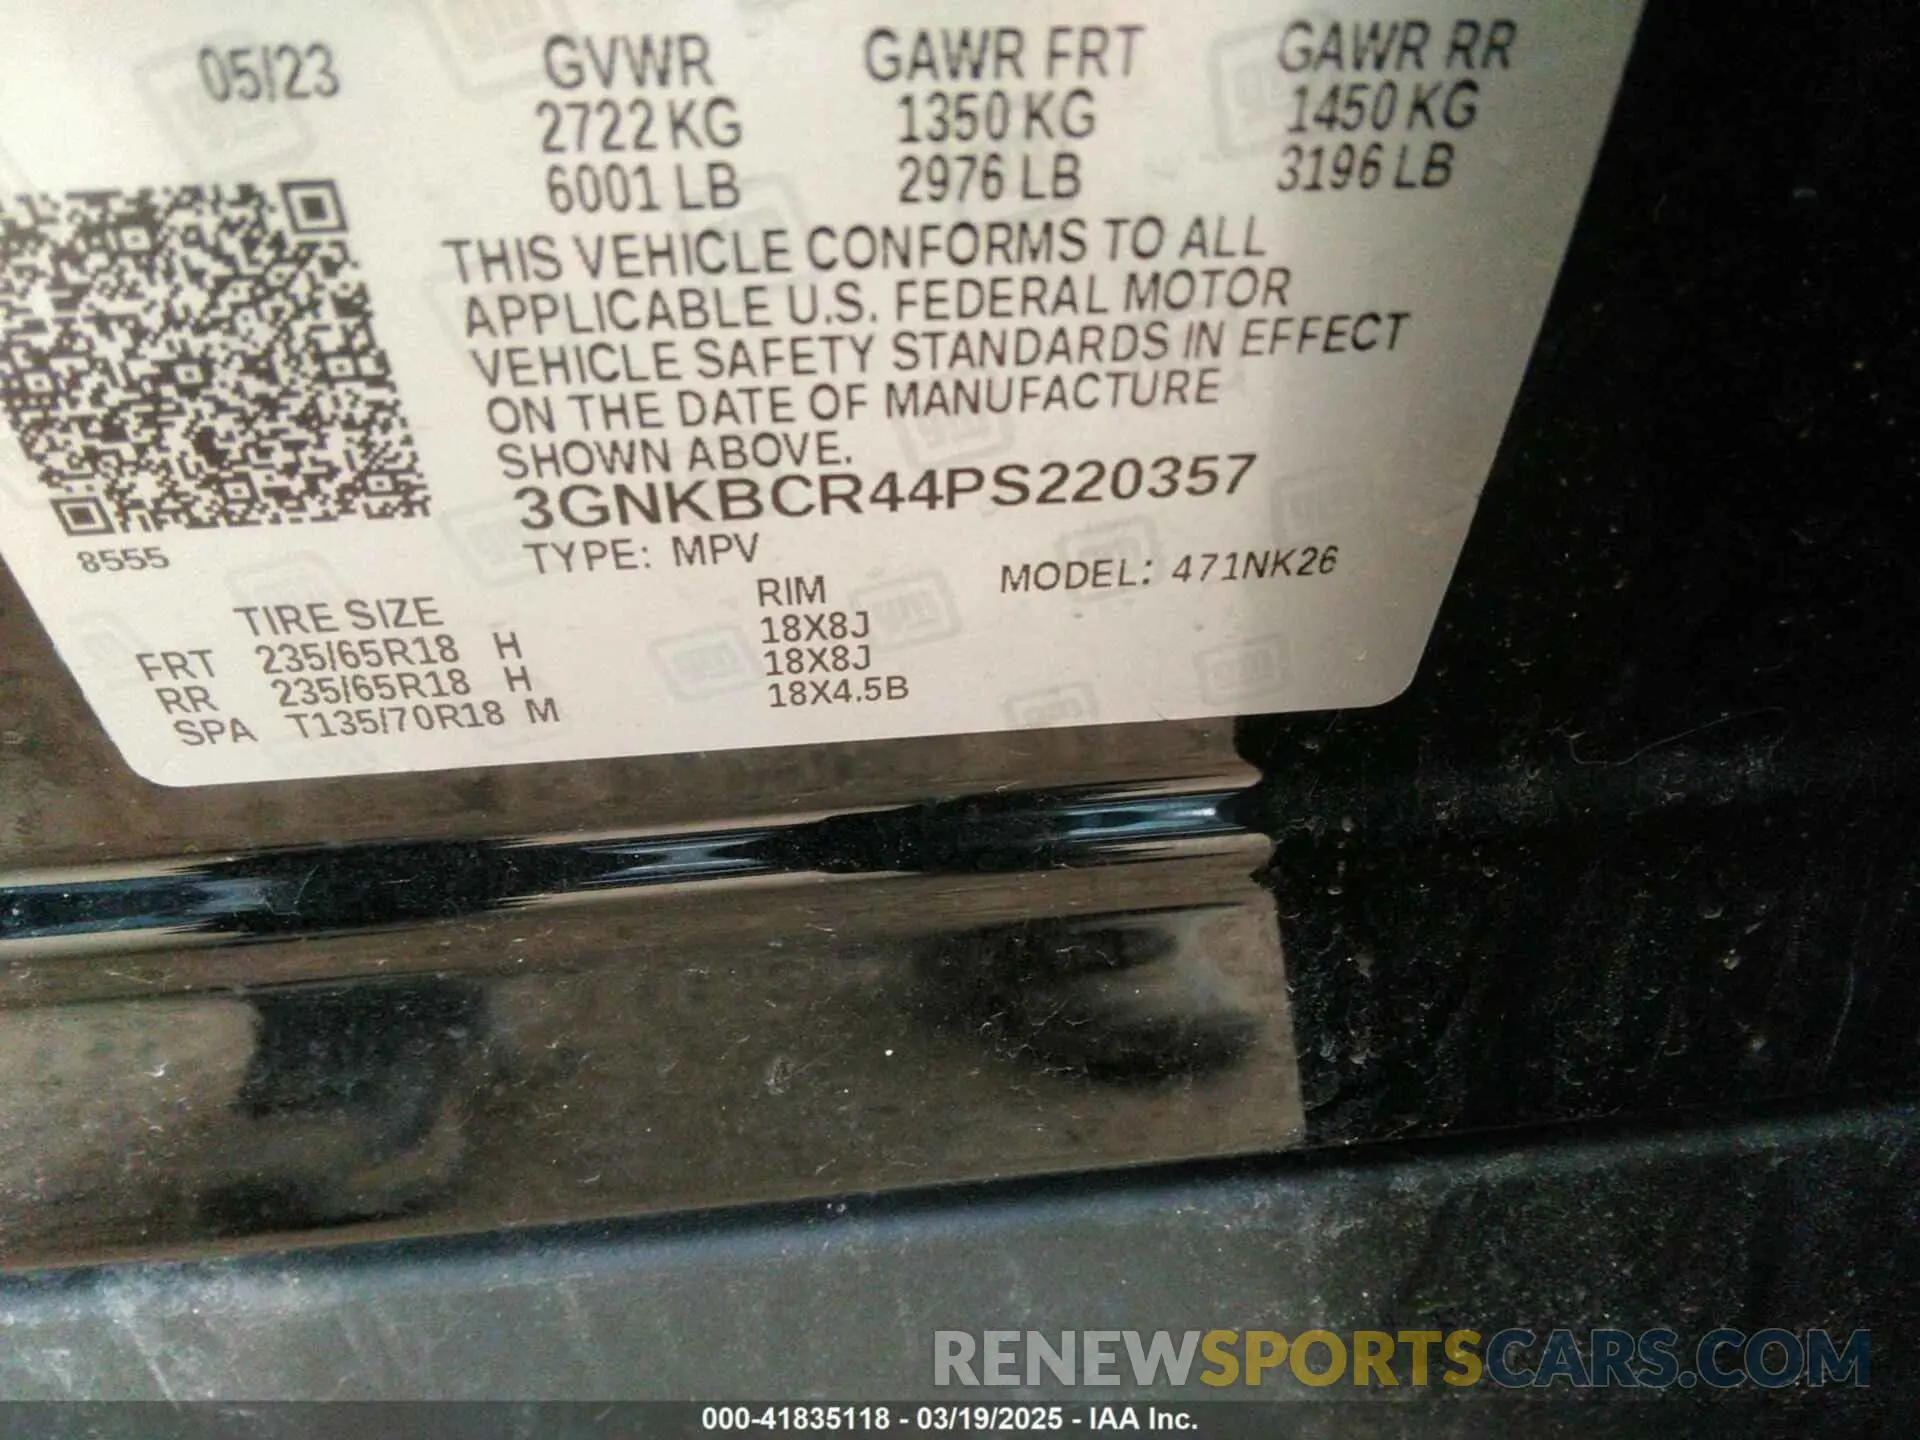 05/23 GVWR GAWR FRT GAWR RR
2722 KG 1350 KG 1450 KG
6001 LB 2976 LB 3196 LB
THIS VEHICLE CONFORMS TO ALL
APPLICABLE U.S. FEDERAL MOTOR
VEHICLE SAFETY STANDARDS IN EFFECT
ON THE DATE OF MANUFACTURE
SHOWN ABOVE.
3GNKBCR44PS220357
8555 TYPE: MPV MODEL: 471NK26
TIRE SIZE RIM
FRT 235/65R18 H 18X8J
RR 235/65R18 H 18X8J
SPA T135/70R18 M 18X4.5B
RENEWSPORTSCARS.COM
000-41835118 - 03/19/2025 - IAA Inc.